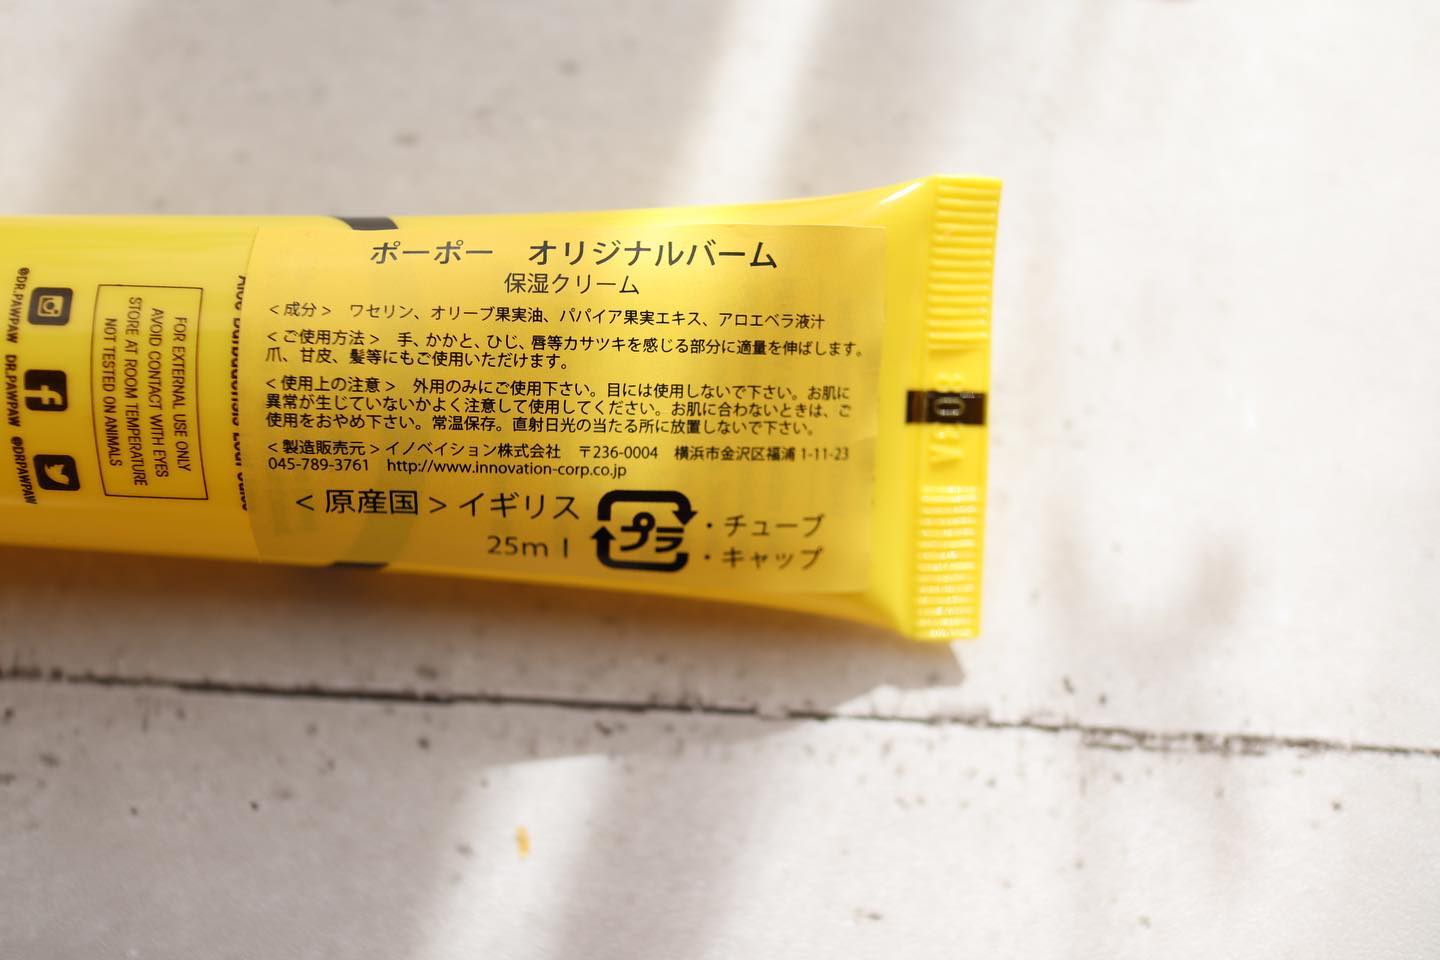 ポーポー　オリジナルバーム
保湿クリーム
＜成分＞　ワセリン、オリーブ果実油、パパイア果実エキス、アロエベラ液汁
＜ご使用方法＞　手、かかと、ひじ、唇等カサツキを感じる部分に適量を伸ばします。
爪、甘皮、髪等にもご使用いただけます。
＜使用上の注意＞　外用のみにご使用下さい。目には使用しないで下さい。お肌に
異常が生じていないかよく注意して使用してください。お肌に合わないときは、ご
使用をおやめ下さい。常温保存。直射日光の当たる所に放置しないで下さい。
＜製造販売元＞イノベイション株式会社　〒236-0004　横浜市金沢区福浦 1-11-23
045-789-3761　http://www.innovation-corp.co.jp
＜原産国＞イギリス
25ml
プラ
・チューブ
・キャップ
FOR EXTERNAL USE ONLY
AVOID CONTACT WITH EYES
STORE AT ROOM TEMPERATURE
NOT TESTED ON ANIMALS
@DR.PAWPAW
DR.PAWPAW
@DRPAWPAW